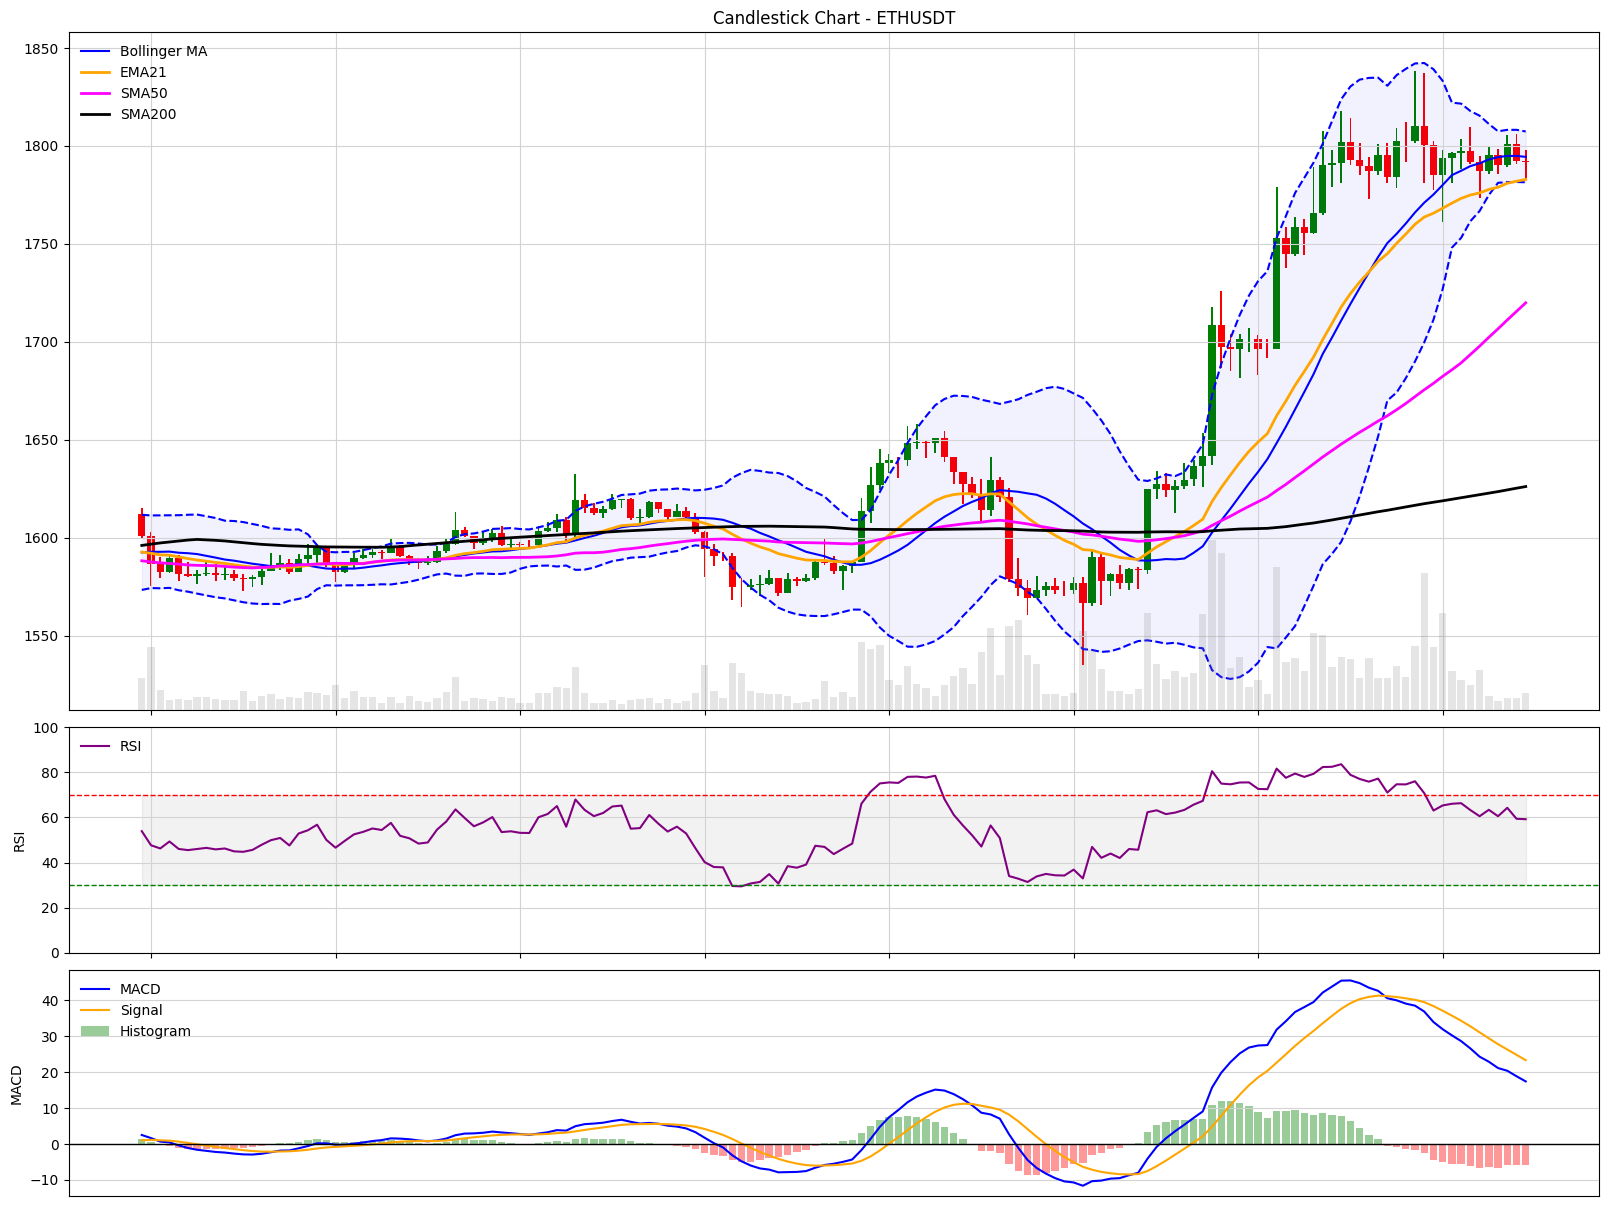 Candlestick Chart - ETHUSDT
1850
1800
1750
1700
1650
1600
1550
Bollinger MA
EMA21
SMA50
SMA200
100
80
60
40
20
0
RSI
RSI
40
30
20
10
0
−10
MACD
MACD
Signal
Histogram